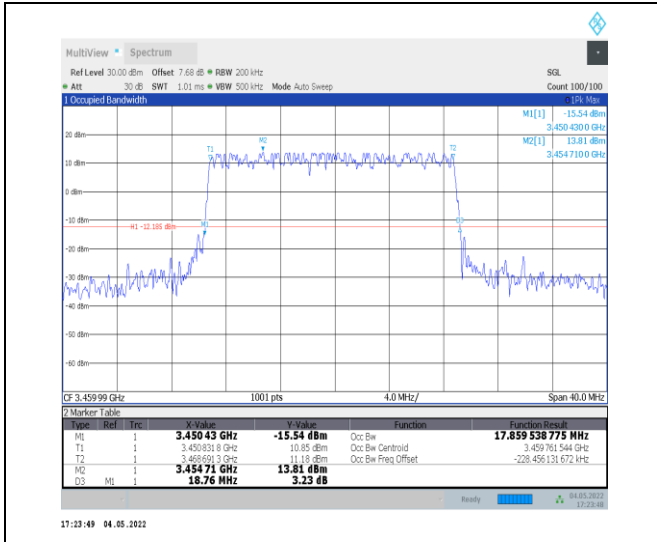 MultiView Spectrum
Ref Level 30.00 dBm Offset 7.68 dB RBW 200 kHz SGL
Att 30 dB SWT 1.01 ms VBW 500 kHz Mode Auto Sweep Count 100/100
1 Occupied Bandwidth 1Pk Max
M1[1] -15.54 dBm
3.450 430 0 GHz
M2[1] 13.81 dBm
3.454 710 0 GHz
20 dBm
T1 M2 T2
10 dBm
0 dBm
-10 dBm
H1 -12.185 dBm M1 D3
-20 dBm
-30 dBm
-40 dBm
-50 dBm
-60 dBm
CF 3.459 99 GHz 1001 pts 4.0 MHz/ Span 40.0 MHz
2 Marker Table
Type Ref Trc X-Value Y-Value Function Function Result
M1 1 3.450 43 GHz -15.54 dBm Occ Bw 17.859 538 775 MHz
T1 1 3.450 831 8 GHz 10.85 dBm Occ Bw Centroid 3.459 761 544 GHz
T2 1 3.468 691 3 GHz 11.18 dBm Occ Bw Freq Offset -228.456 131 672 kHz
M2 1 3.454 71 GHz 13.81 dBm
D3 M1 1 18.76 MHz 3.23 dB
Ready 04.05.2022
17:23:48
17:23:49 04.05.2022